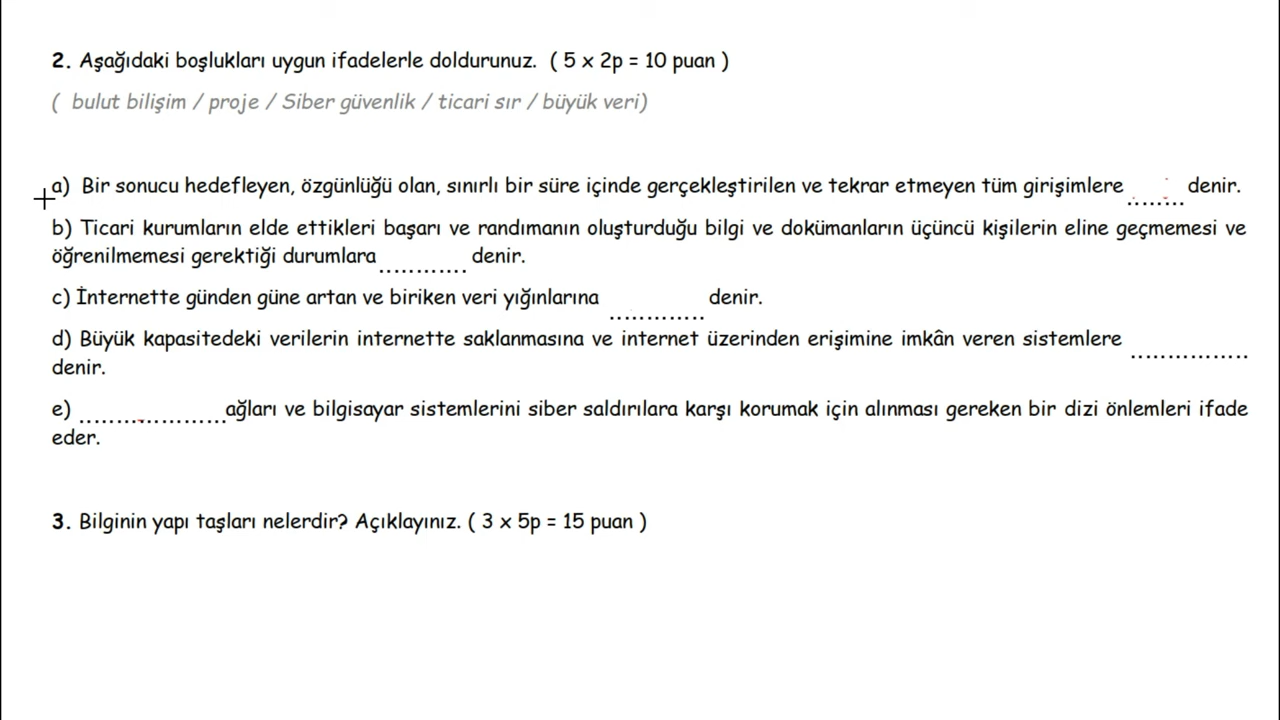 2. Aşağıdaki boşlukları uygun ifadelerle doldurunuz. ( 5 x 2p = 10 puan )
( bulut bilişim / proje / Siber güvenlik / ticari sır / büyük veri)
a) Bir sonucu hedefleyen, özgünlüğü olan, sınırlı bir süre içinde gerçekleştirilen ve tekrar etmeyen tüm girişimlere ....... denir.
b) Ticari kurumların elde ettikleri başarı ve randımanın oluşturduğu bilgi ve dokümanların üçüncü kişilerin eline geçmemesi ve
öğrenilmemesi gerektiği durumlara ............ denir.
c) İnternette günden güne artan ve biriken veri yığınlarına ............. denir.
d) Büyük kapasitedeki verilerin internette saklanmasına ve internet üzerinden erişimine imkân veren sistemlere ................
denir.
e) .................... ağları ve bilgisayar sistemlerini siber saldırılara karşı korumak için alınması gereken bir dizi önlemleri ifade
eder.
3. Bilginin yapı taşları nelerdir? Açıklayınız. ( 3 x 5p = 15 puan )